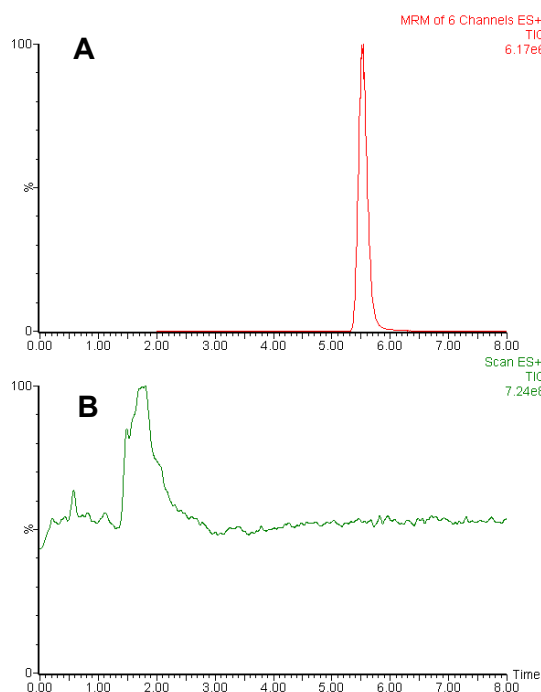 MRM of 6 Channels ES+
TIC
6.17e6
A
100
%
0
0.00 1.00 2.00 3.00 4.00 5.00 6.00 7.00 8.00
Scan ES+
TIC
7.24e8
B
100
%
0
0.00 1.00 2.00 3.00 4.00 5.00 6.00 7.00 8.00 Time